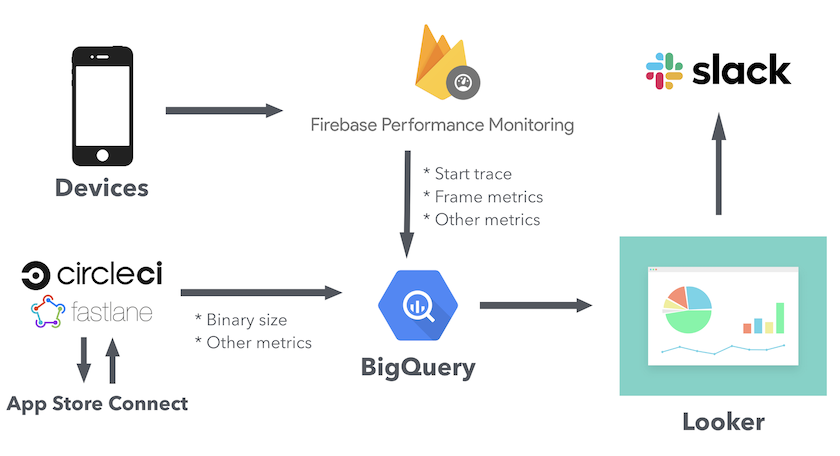 slack
Firebase Performance Monitoring
Devices
* Start trace
* Frame metrics
* Other metrics
circleci
fastlane
* Binary size
* Other metrics
BigQuery
App Store Connect
Looker